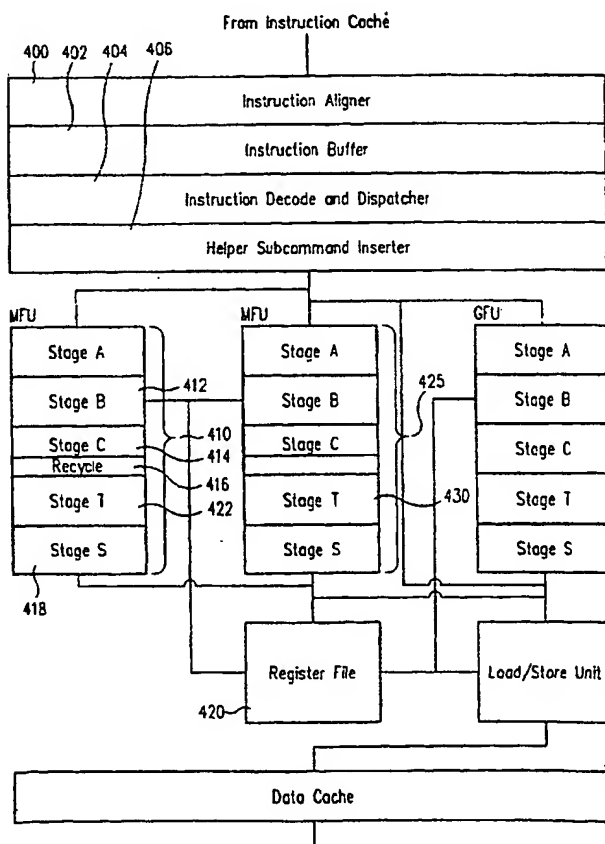 From Instruction Caché
400 402 404 406
Instruction Aligner
Instruction Buffer
Instruction Decode and Dispatcher
Helper Subcommand Inserter
MFU MFU GFU
Stage A Stage A Stage A
412 425
Stage B Stage B Stage B
410
Stage C Stage C Stage C
414
Recycle 416
Stage T Stage T Stage T
422 430
Stage S Stage S Stage S
418
Register File Load/Store Unit
420
Data Cache